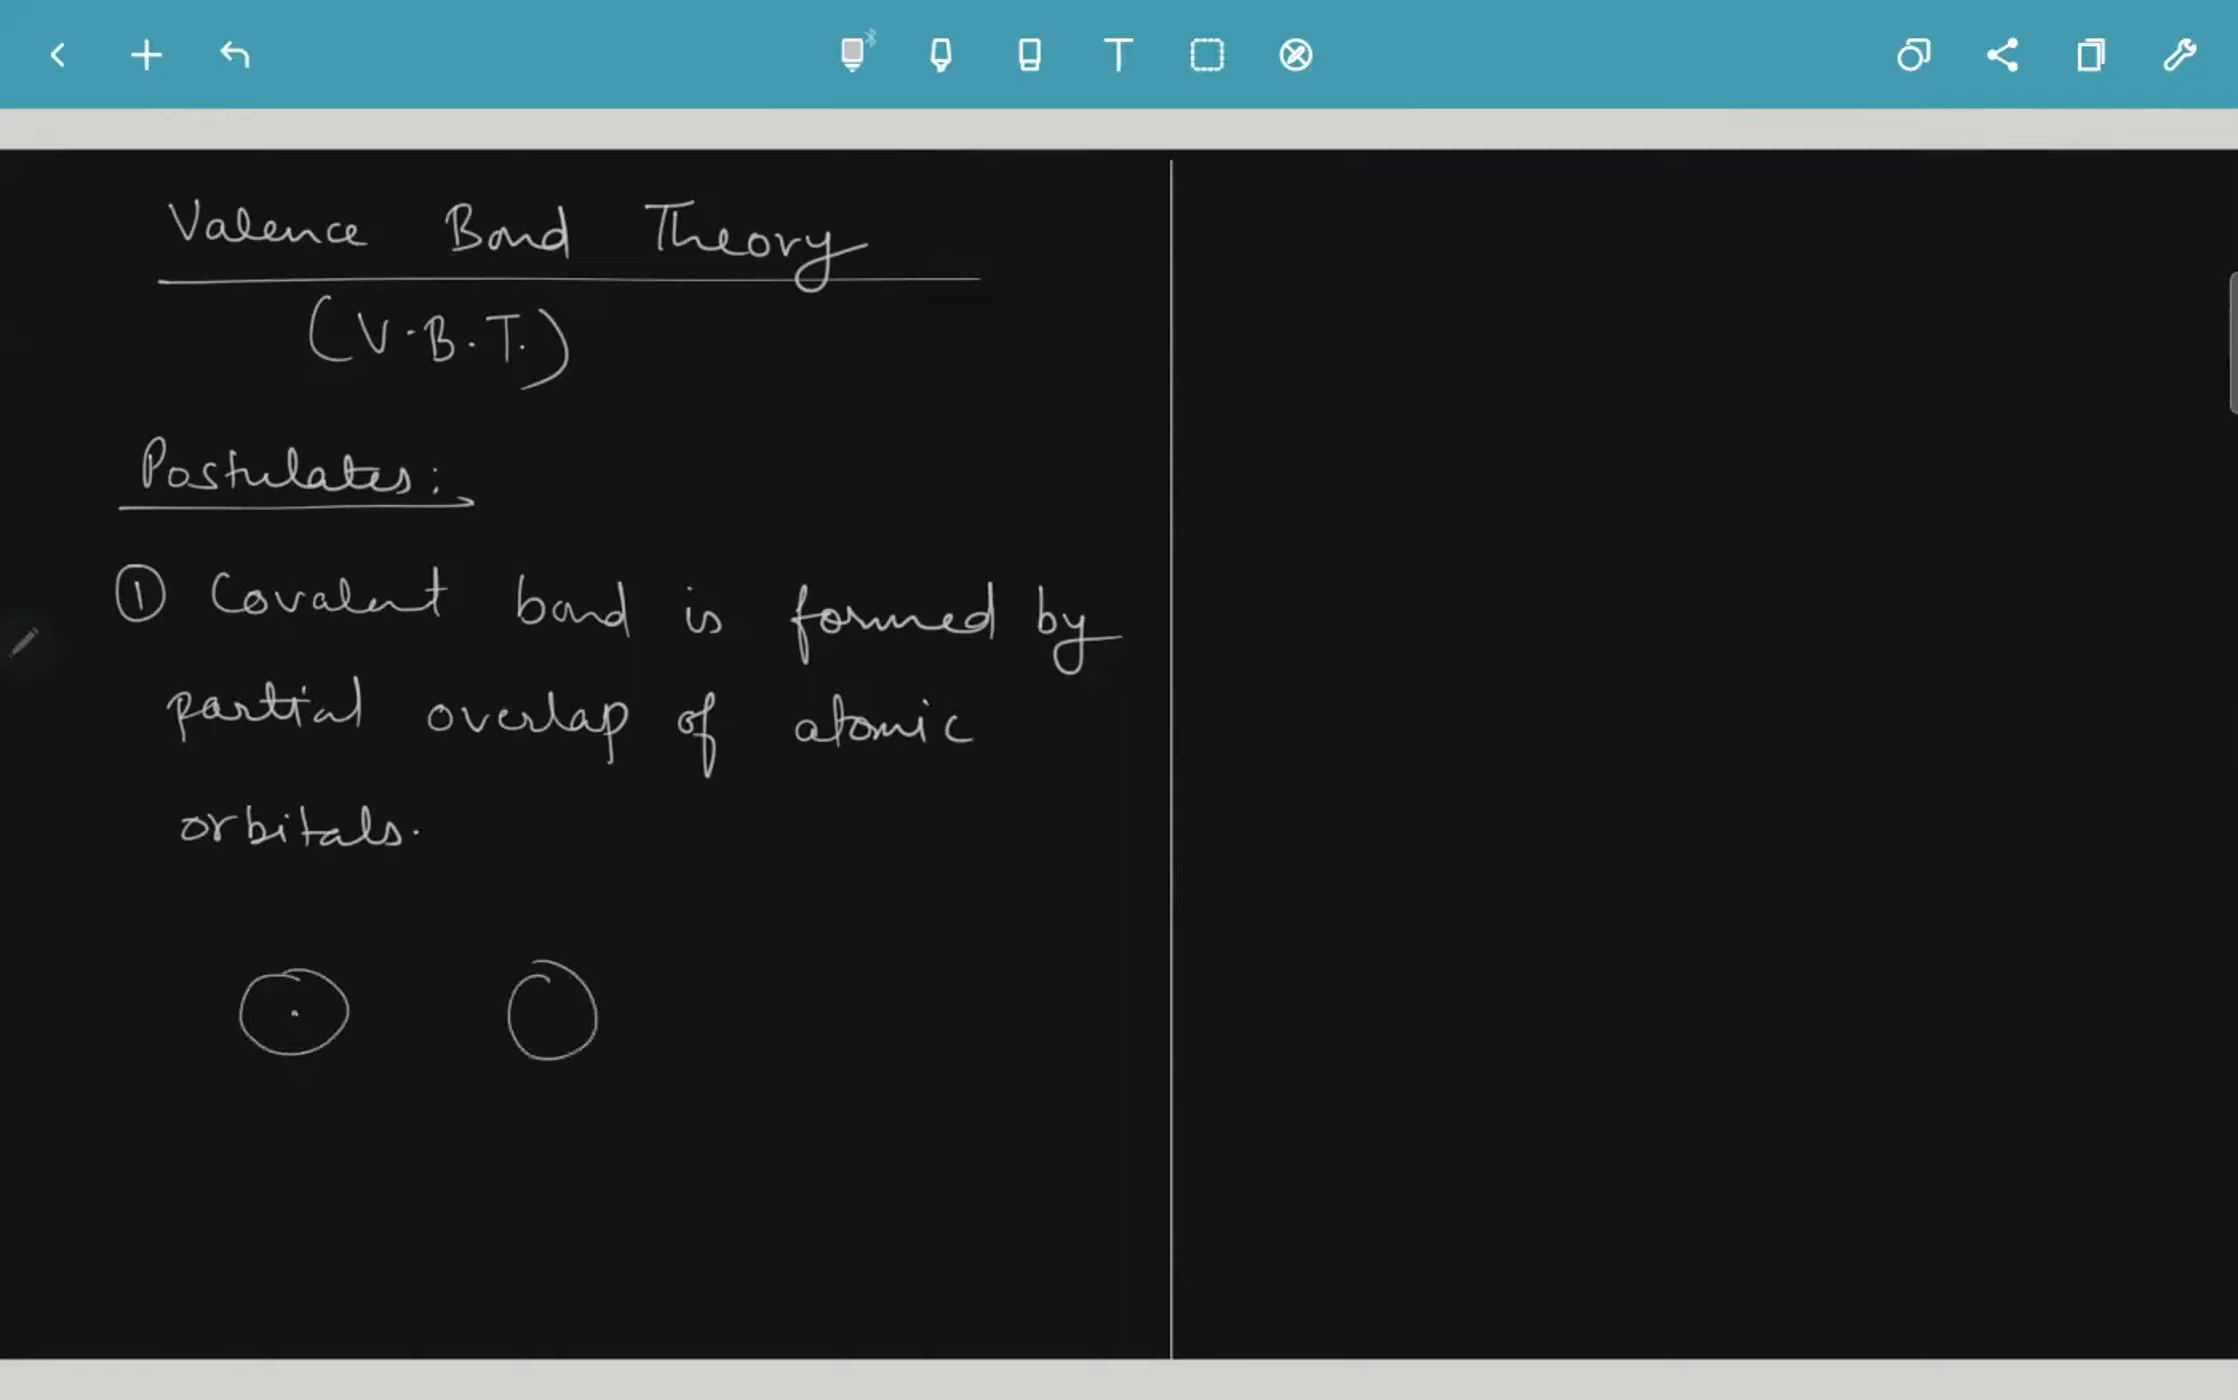 Valence Bond Theory
(V.B.T.)
Postulates:
① Covalent bond is formed by
partial overlap of atomic
orbitals.